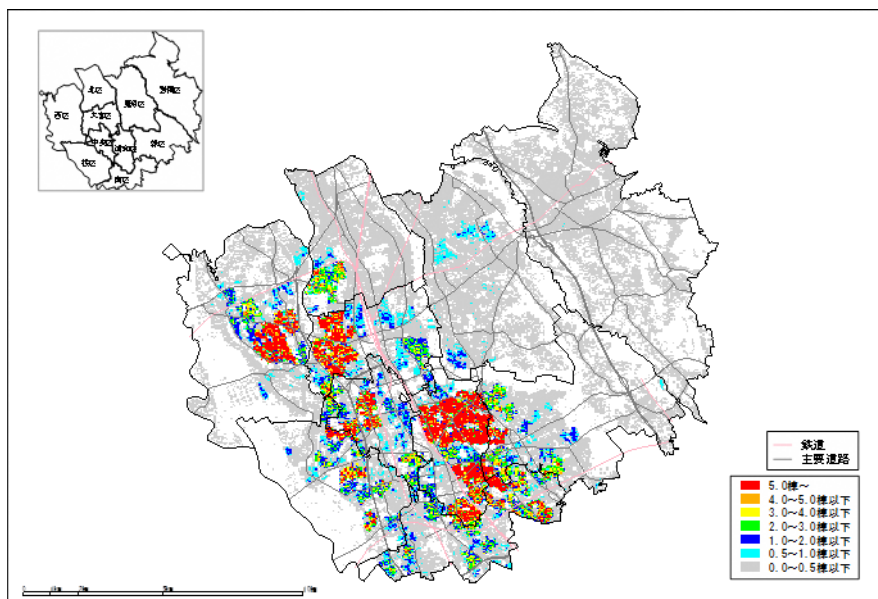 北区
見沼区
岩槻区
西区
大宮区
中央区
浦和区
緑区
桜区
南区
鉄道
主要道路
5.0棟～
4.0～5.0棟以下
3.0～4.0棟以下
2.0～3.0棟以下
1.0～2.0棟以下
0.5～1.0棟以下
0.0～0.5棟以下